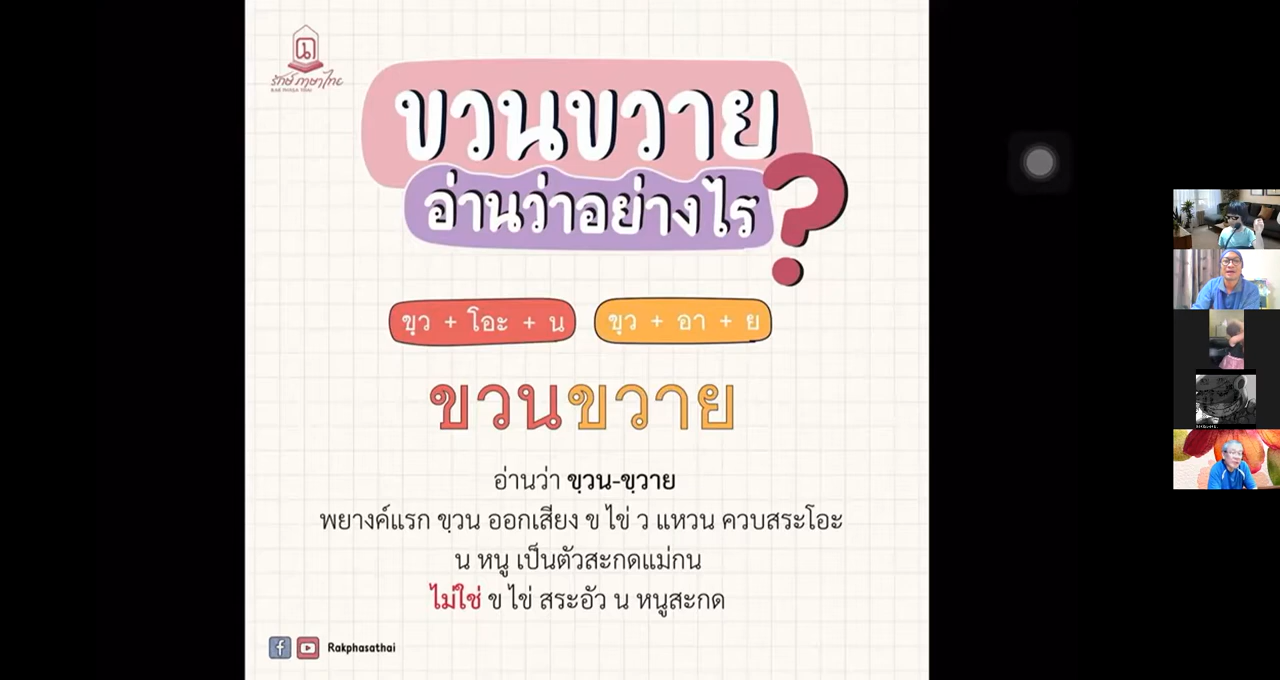 รักษ์ภาษาไทย
RAK PHASA THAI
ขวนขวาย
อ่านว่าอย่างไร?
ขฺว + โอะ + น
ขฺว + อา + ย
ขวนขวาย
อ่านว่า ขฺวน-ขฺวาย
พยางค์แรก ขฺวน ออกเสียง ข ไข่ ว แหวน ควบสระโอะ
น หนู เป็นตัวสะกดแม่กน
ไม่ใช่ ข ไข่ สระอัว น หนูสะกด
Rakphasathai